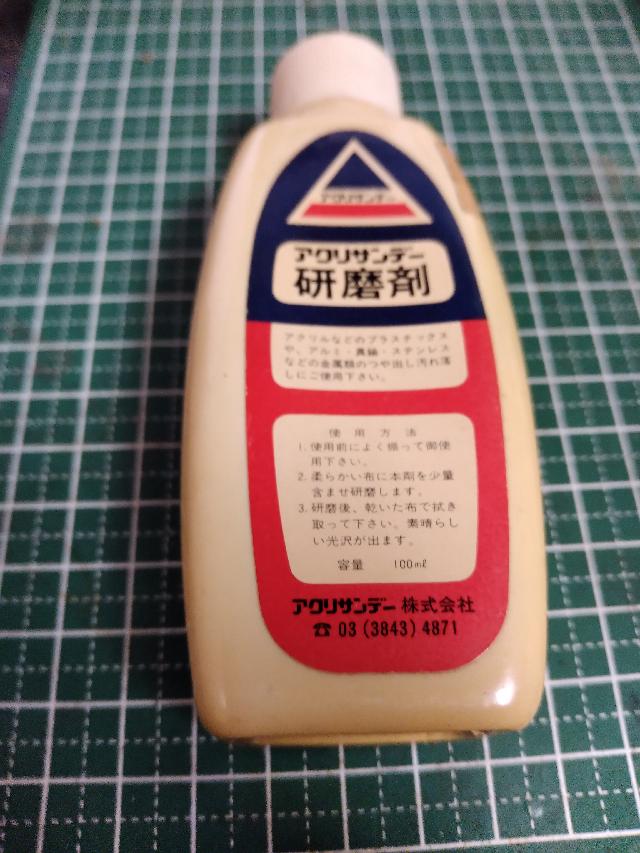 アクリサンデー
アクリサンデー
研磨剤
アクリルなどのプラスチックス
や、アルミ・真鍮・ステンレス
などの金属類のつや出し汚れ落
しにご使用下さい。
使用方法
1. 使用前によく振って御使
用下さい。
2. 柔らかい布に本剤を少量
含ませ研磨します。
3. 研磨後、乾いた布で拭き
取って下さい。素晴らし
い光沢が出ます。
容量 100mℓ
アクリサンデー株式会社
☎ 03 (3843) 4871